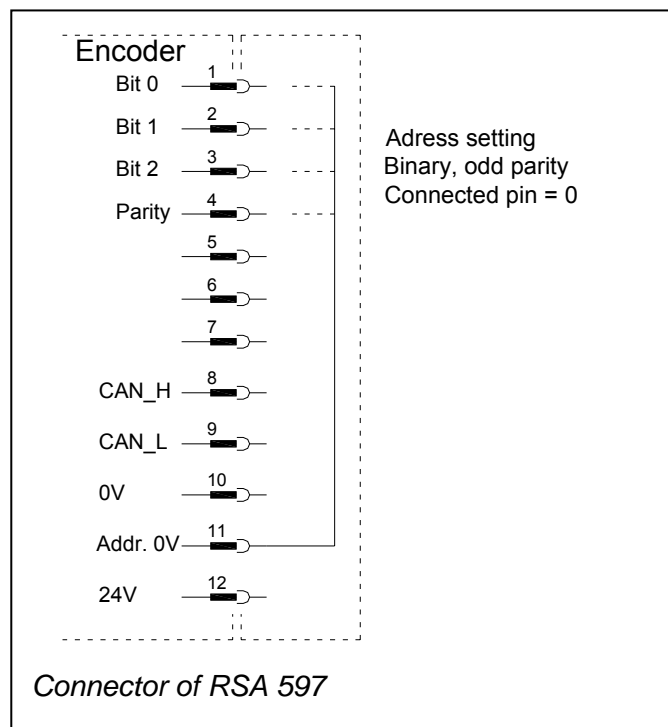 Encoder
Bit 0 1
Bit 1 2
Bit 2 3
Parity 4
5
6
7
CAN_H 8
CAN_L 9
0V 10
Addr. 0V 11
24V 12
Adress setting
Binary, odd parity
Connected pin = 0
Connector of RSA 597